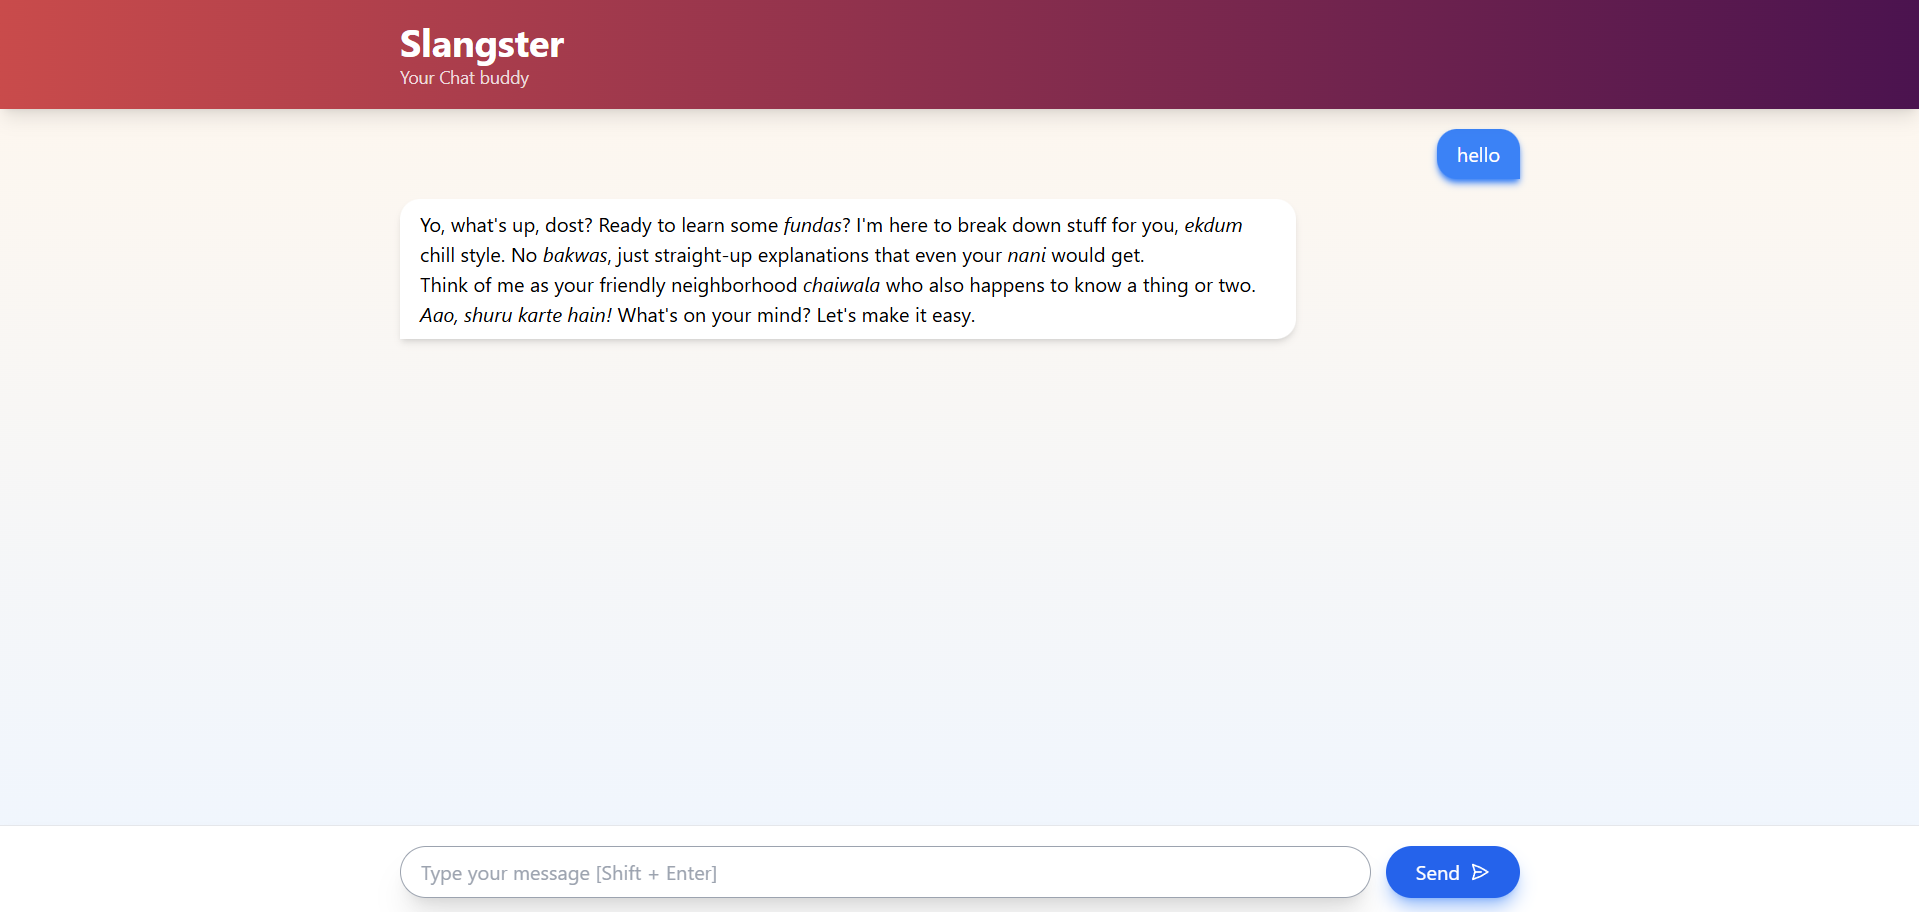 Slangster
Your Chat buddy
hello
Yo, what's up, dost? Ready to learn some fundas? I'm here to break down stuff for you, ekdum
chill style. No bakwas, just straight-up explanations that even your nani would get.
Think of me as your friendly neighborhood chaiwala who also happens to know a thing or two.
Aao, shuru karte hain! What's on your mind? Let's make it easy.
Type your message [Shift + Enter]
Send